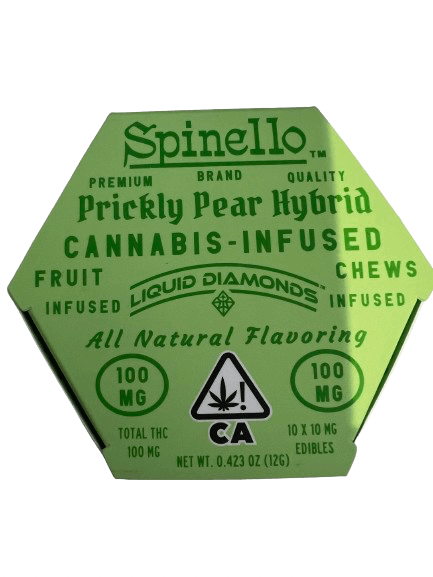 Spinello™
PREMIUM BRAND QUALITY
Prickly Pear Hybrid
CANNABIS-INFUSED
FRUIT CHEWS
INFUSED LIQUID DIAMONDS™ INFUSED
All Natural Flavoring
100 MG
100 MG
!
CA
TOTAL THC
100 MG
10 X 10 MG
EDIBLES
NET WT. 0.423 OZ (12G)